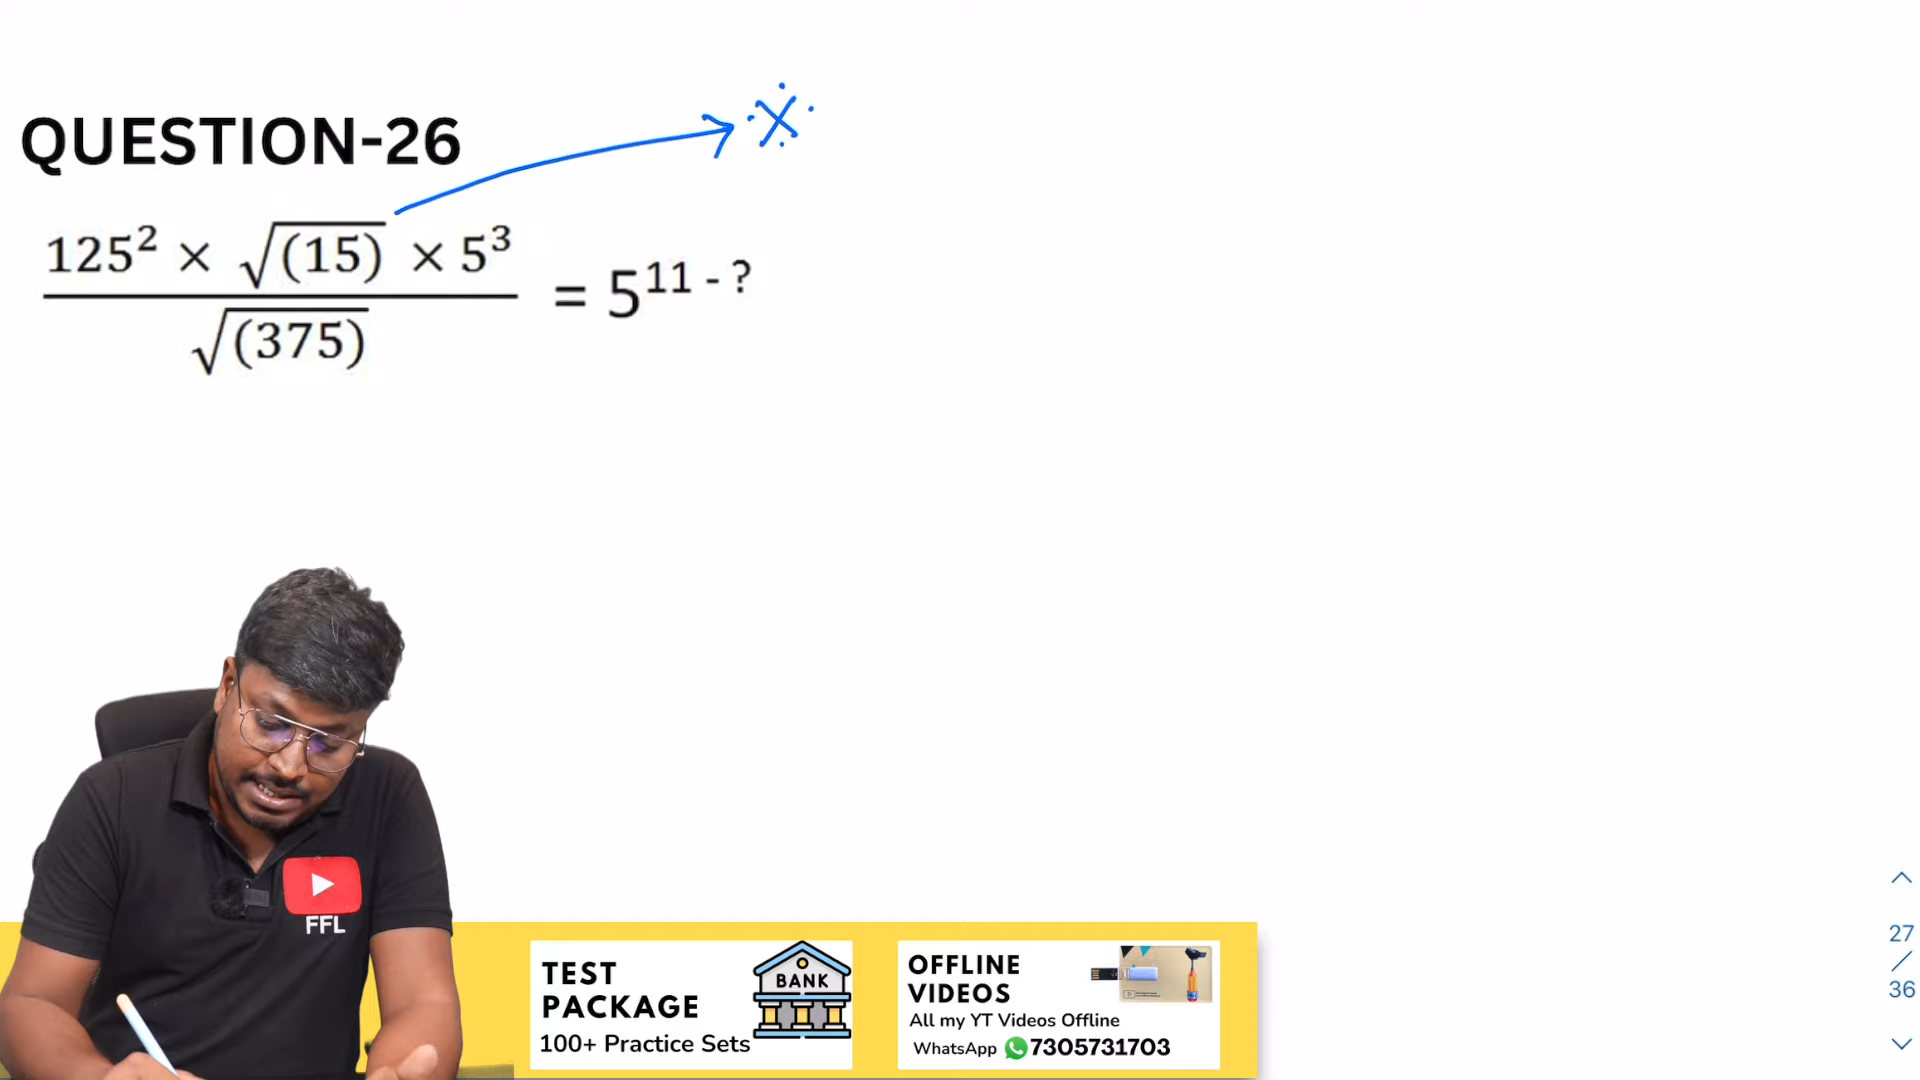 QUESTION-26
·X·
125² × √(15) × 5³
= 5¹¹ ⁻ ?
√(375)
FFL
TEST
PACKAGE
100+ Practice Sets
BANK
OFFLINE
VIDEOS
All my YT Videos Offline
WhatsApp 7305731703
27
/
36